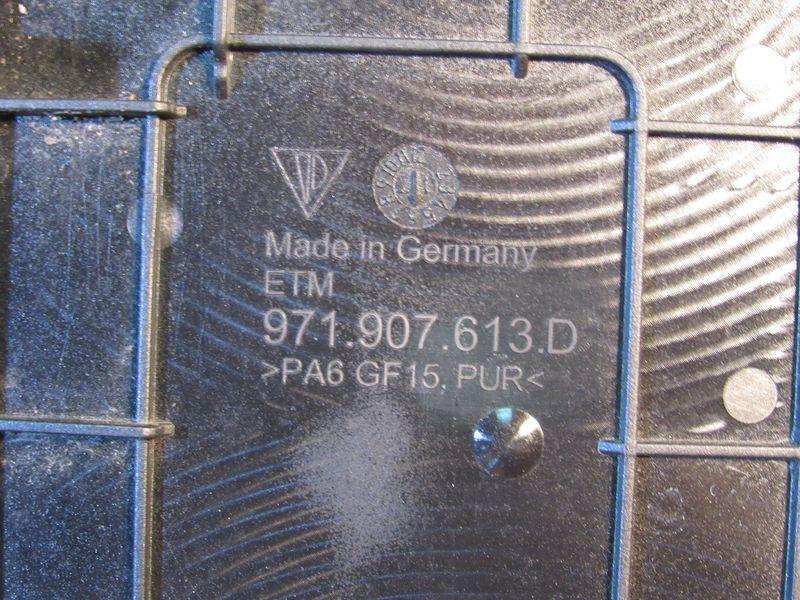 Made in Germany
ETM
971.907.613.D
>PA6 GF15, PUR<